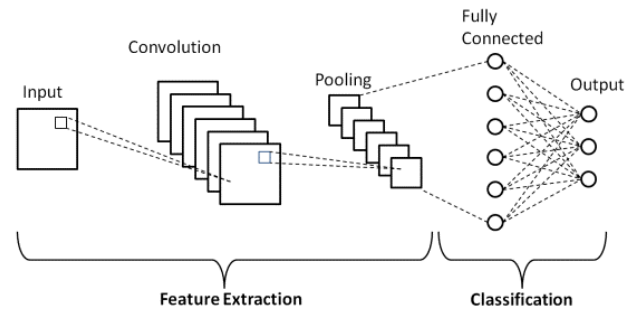 Input
Convolution
Pooling
Fully
Connected
Output
Feature Extraction
Classification